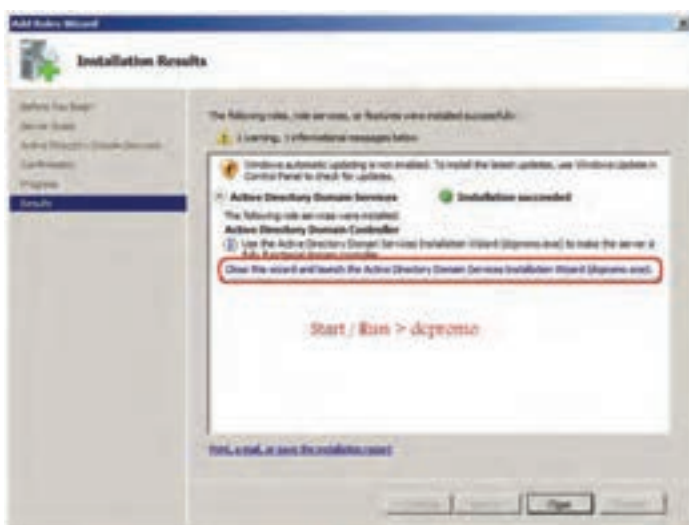 Add Roles Wizard
Installation Results
Before You Begin
Server Roles
Active Directory Domain Services
Confirmation
Progress
Results
The following roles, role services, or features were installed successfully:
1 warning, 1 informational messages below
Windows automatic updating is not enabled. To install the latest updates, use Windows Update in
Control Panel to check for updates.
Active Directory Domain Services
Installation succeeded
The following role services were installed:
Active Directory Domain Controller
Use the Active Directory Domain Services Installation Wizard (dcpromo.exe) to make the server a
fully functional domain controller.
Close this wizard and launch the Active Directory Domain Services Installation Wizard (dcpromo.exe).
Start / Run > dcpromo
Print, e-mail, or save the installation report
Close